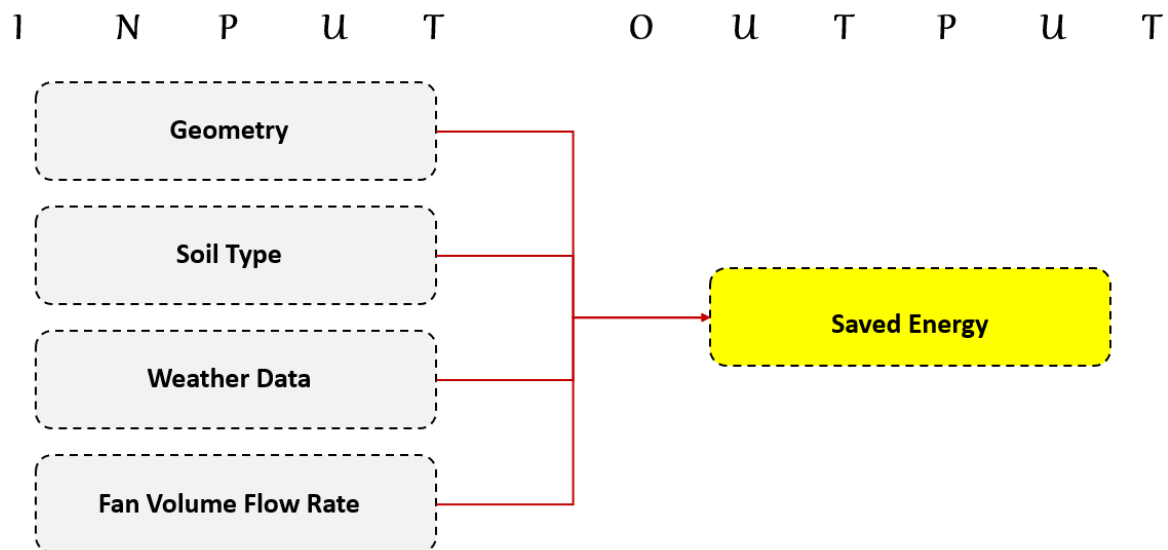 I N P U T O U T P U T
Geometry
Soil Type
Weather Data
Fan Volume Flow Rate
Saved Energy